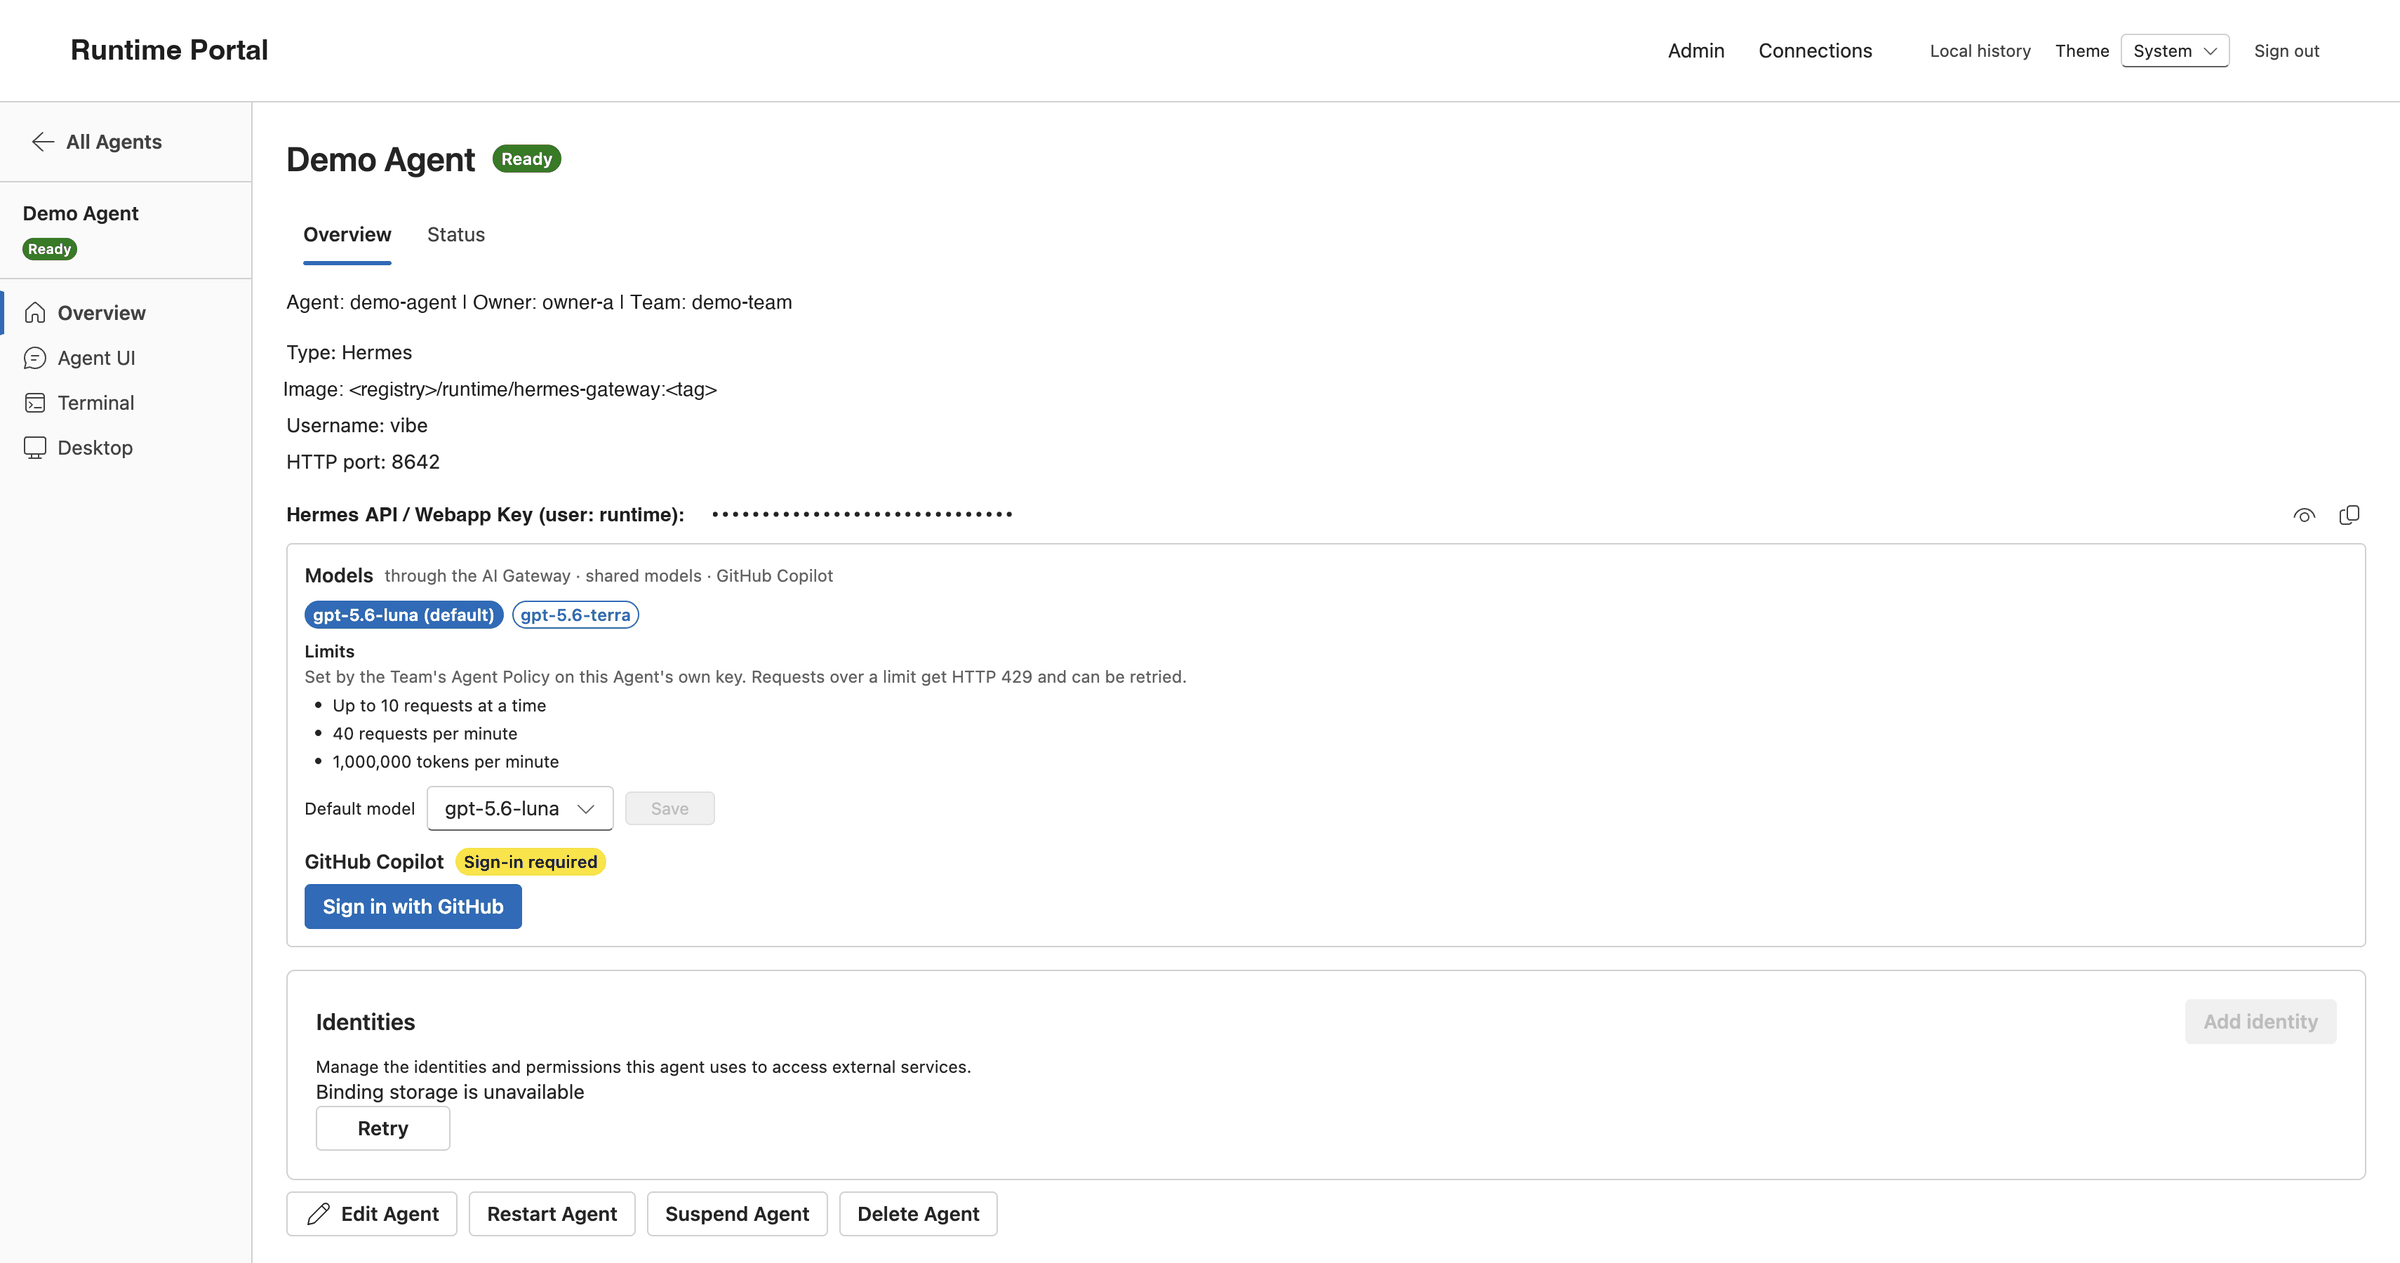 Runtime Portal
Admin Connections Local history Theme System Sign out
All Agents
Demo Agent
Ready
Overview
Agent UI
Terminal
Desktop
Demo Agent Ready
Overview Status
Agent: demo-agent | Owner: owner-a | Team: demo-team
Type: Hermes
Image: <registry>/runtime/hermes-gateway:<tag>
Username: vibe
HTTP port: 8642
Hermes API / Webapp Key (user: runtime): ••••••••••••••••••••••••••••••
Models through the AI Gateway · shared models · GitHub Copilot
gpt-5.6-luna (default) gpt-5.6-terra
Limits
Set by the Team's Agent Policy on this Agent's own key. Requests over a limit get HTTP 429 and can be retried.
• Up to 10 requests at a time
• 40 requests per minute
• 1,000,000 tokens per minute
Default model gpt-5.6-luna Save
GitHub Copilot Sign-in required
Sign in with GitHub
Identities Add identity
Manage the identities and permissions this agent uses to access external services.
Binding storage is unavailable
Retry
Edit Agent Restart Agent Suspend Agent Delete Agent